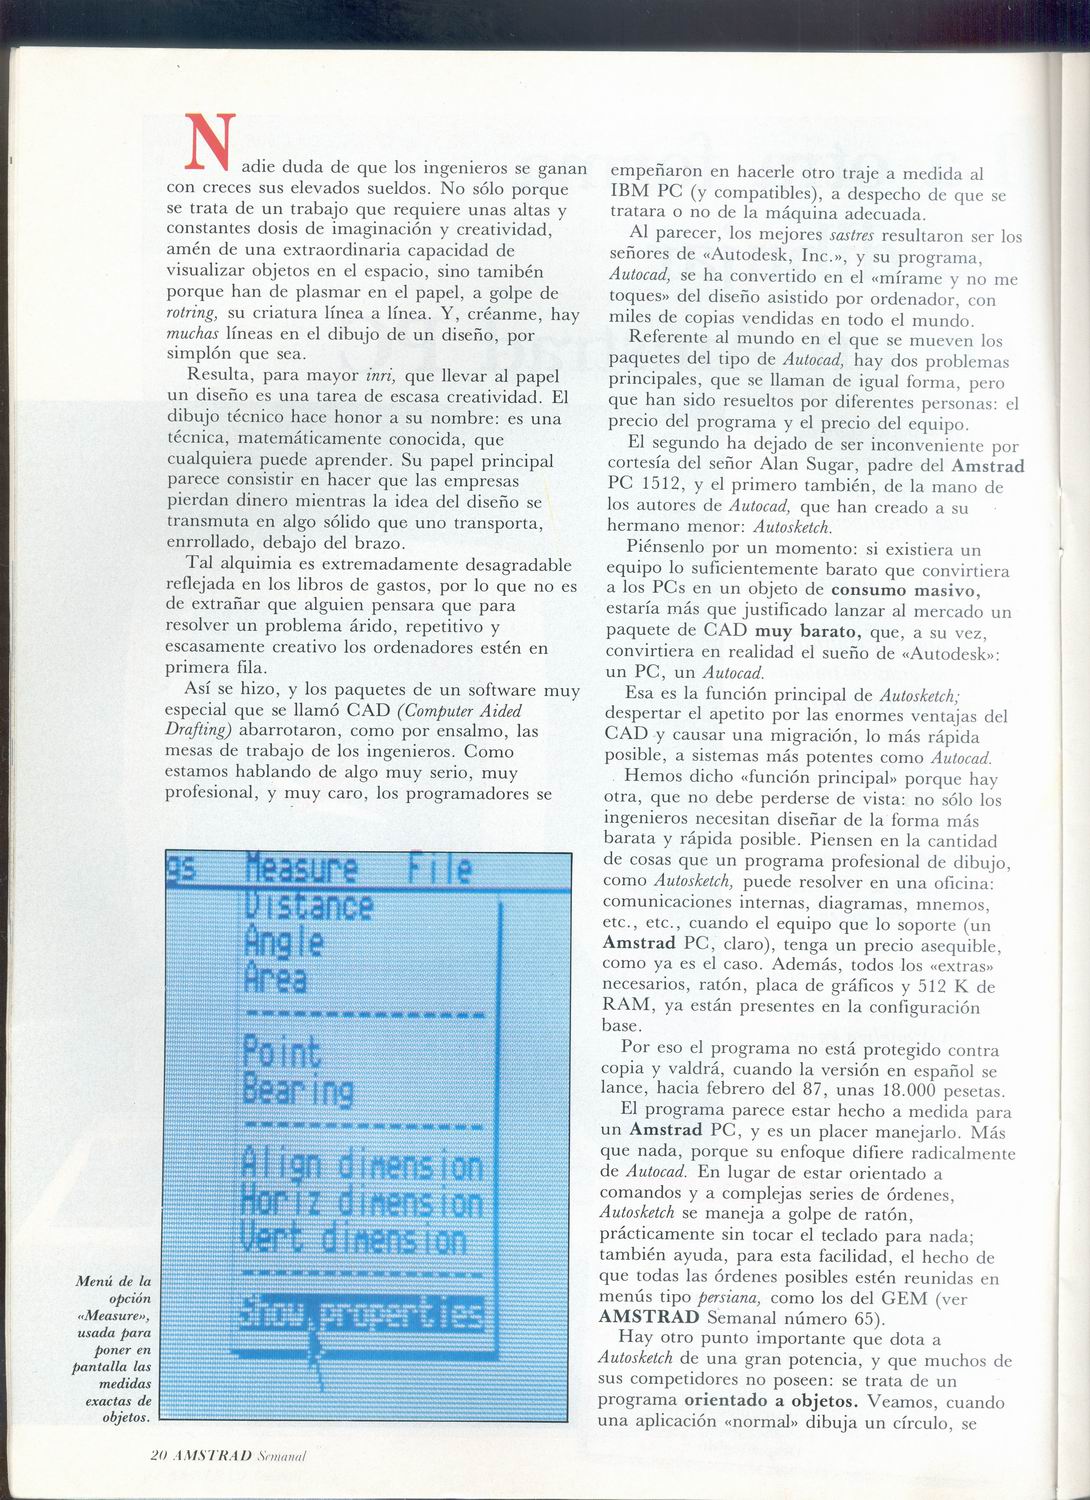 Nadie duda de que los ingenieros se ganan
con creces sus elevados sueldos. No sólo porque
se trata de un trabajo que requiere unas altas y
constantes dosis de imaginación y creatividad,
amén de una extraordinaria capacidad de
visualizar objetos en el espacio, sino tamibén
porque han de plasmar en el papel, a golpe de
rotring, su criatura línea a línea. Y, créanme, hay
muchas líneas en el dibujo de un diseño, por
simplón que sea.
Resulta, para mayor inri, que llevar al papel
un diseño es una tarea de escasa creatividad. El
dibujo técnico hace honor a su nombre: es una
técnica, matemáticamente conocida, que
cualquiera puede aprender. Su papel principal
parece consistir en hacer que las empresas
pierdan dinero mientras la idea del diseño se
transmuta en algo sólido que uno transporta,
enrrollado, debajo del brazo.
Tal alquimia es extremadamente desagradable
reflejada en los libros de gastos, por lo que no es
de extrañar que alguien pensara que para
resolver un problema árido, repetitivo y
escasamente creativo los ordenadores estén en
primera fila.
Así se hizo, y los paquetes de un software muy
especial que se llamó CAD (Computer Aided
Drafting) abarrotaron, como por ensalmo, las
mesas de trabajo de los ingenieros. Como
estamos hablando de algo muy serio, muy
profesional, y muy caro, los programadores se
gs Measure File
Distance
Angle
Area
Point
Bearing
Align dimension
Horiz dimension
Vert dimension
Show properties
Menú de la
opción
«Measure»,
usada para
poner en
pantalla las
medidas
exactas de
objetos.
empeñaron en hacerle otro traje a medida al
IBM PC (y compatibles), a despecho de que se
tratara o no de la máquina adecuada.
Al parecer, los mejores sastres resultaron ser los
señores de «Autodesk, Inc.», y su programa,
Autocad, se ha convertido en el «mírame y no me
toques» del diseño asistido por ordenador, con
miles de copias vendidas en todo el mundo.
Referente al mundo en el que se mueven los
paquetes del tipo de Autocad, hay dos problemas
principales, que se llaman de igual forma, pero
que han sido resueltos por diferentes personas: el
precio del programa y el precio del equipo.
El segundo ha dejado de ser inconveniente por
cortesía del señor Alan Sugar, padre del Amstrad
PC 1512, y el primero también, de la mano de
los autores de Autocad, que han creado a su
hermano menor: Autosketch.
Piénsenlo por un momento: si existiera un
equipo lo suficientemente barato que convirtiera
a los PCs en un objeto de consumo masivo,
estaría más que justificado lanzar al mercado un
paquete de CAD muy barato, que, a su vez,
convirtiera en realidad el sueño de «Autodesk»:
un PC, un Autocad.
Esa es la función principal de Autosketch;
despertar el apetito por las enormes ventajas del
CAD y causar una migración, lo más rápida
posible, a sistemas más potentes como Autocad.
Hemos dicho «función principal» porque hay
otra, que no debe perderse de vista: no sólo los
ingenieros necesitan diseñar de la forma más
barata y rápida posible. Piensen en la cantidad
de cosas que un programa profesional de dibujo,
como Autosketch, puede resolver en una oficina:
comunicaciones internas, diagramas, mnemos,
etc., etc., cuando el equipo que lo soporte (un
Amstrad PC, claro), tenga un precio asequible,
como ya es el caso. Además, todos los «extras»
necesarios, ratón, placa de gráficos y 512 K de
RAM, ya están presentes en la configuración
base.
Por eso el programa no está protegido contra
copia y valdrá, cuando la versión en español se
lance, hacia febrero del 87, unas 18.000 pesetas.
El programa parece estar hecho a medida para
un Amstrad PC, y es un placer manejarlo. Más
que nada, porque su enfoque difiere radicalmente
de Autocad. En lugar de estar orientado a
comandos y a complejas series de órdenes,
Autosketch se maneja a golpe de ratón,
prácticamente sin tocar el teclado para nada;
también ayuda, para esta facilidad, el hecho de
que todas las órdenes posibles estén reunidas en
menús tipo persiana, como los del GEM (ver
AMSTRAD Semanal número 65).
Hay otro punto importante que dota a
Autosketch de una gran potencia, y que muchos de
sus competidores no poseen: se trata de un
programa orientado a objetos. Veamos, cuando
una aplicación «normal» dibuja un círculo, se
20 AMSTRAD Semanal